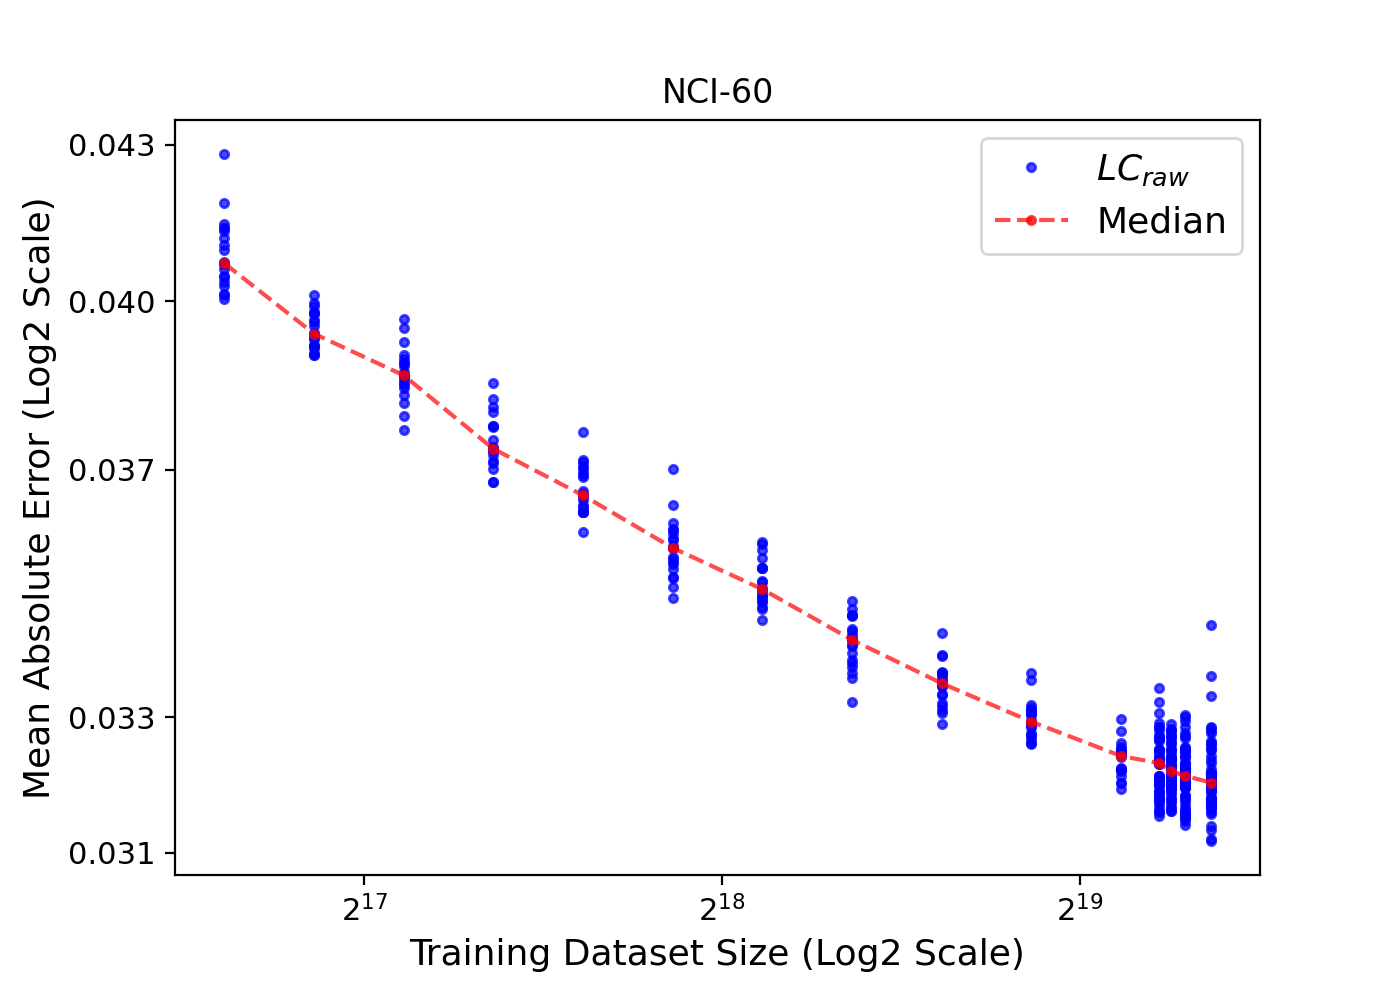 NCI-60
LC_raw
Median
0.043
0.040
0.037
0.033
0.031
Mean Absolute Error (Log2 Scale)
2^17
2^18
2^19
Training Dataset Size (Log2 Scale)